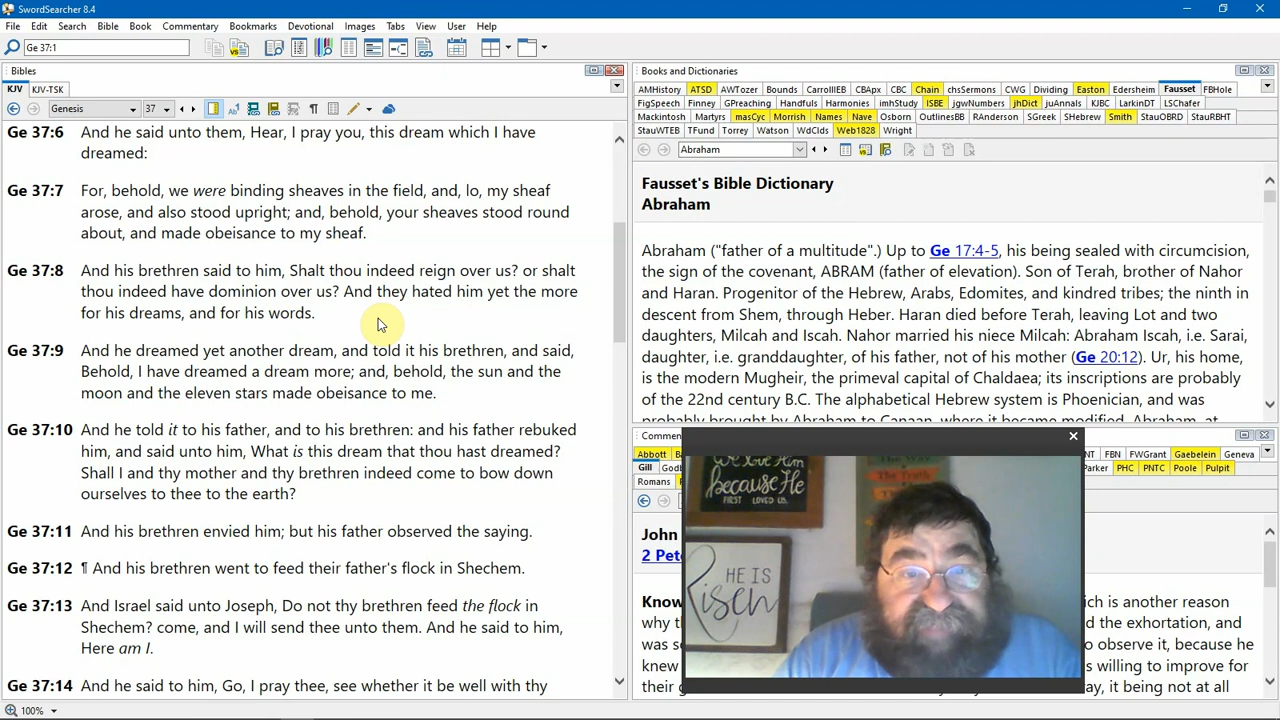 SwordSearcher 8.4
File Edit Search Bible Book Commentary Bookmarks Devotional Images Tabs View User Help
Ge 37:1
Bibles
KJV KJV-TSK
Genesis 37
Ge 37:6 And he said unto them, Hear, I pray you, this dream which I have
dreamed:
Ge 37:7 For, behold, we were binding sheaves in the field, and, lo, my sheaf
arose, and also stood upright; and, behold, your sheaves stood round
about, and made obeisance to my sheaf.
Ge 37:8 And his brethren said to him, Shalt thou indeed reign over us? or shalt
thou indeed have dominion over us? And they hated him yet the more
for his dreams, and for his words.
Ge 37:9 And he dreamed yet another dream, and told it his brethren, and said,
Behold, I have dreamed a dream more; and, behold, the sun and the
moon and the eleven stars made obeisance to me.
Ge 37:10 And he told it to his father, and to his brethren: and his father rebuked
him, and said unto him, What is this dream that thou hast dreamed?
Shall I and thy mother and thy brethren indeed come to bow down
ourselves to thee to the earth?
Ge 37:11 And his brethren envied him; but his father observed the saying.
Ge 37:12 ¶ And his brethren went to feed their father's flock in Shechem.
Ge 37:13 And Israel said unto Joseph, Do not thy brethren feed the flock in
Shechem? come, and I will send thee unto them. And he said to him,
Here am I.
Ge 37:14 And he said to him, Go, I pray thee, see whether it be well with thy
100%
Books and Dictionaries
AMHistory ATSD AWTozer Bounds CarrollIEB CBApx CBC Chain chsSermons CWG Dividing Easton Edersheim Fausset FBHole
FigSpeech Finney GPreaching Handfuls Harmonies imhStudy ISBE jgwNumbers jhDict juAnnals KJBC LarkinDT LSChafer
Mackintosh Martyrs masCyc Morrish Names Nave Osborn OutlinesBB RAnderson SGreek SHebrew Smith StauOBRD StauRBHT
StauWTEB TFund Torrey Watson WdClds Web1828 Wright
Abraham
Fausset's Bible Dictionary
Abraham
Abraham ("father of a multitude".) Up to Ge 17:4-5, his being sealed with circumcision,
the sign of the covenant, ABRAM (father of elevation). Son of Terah, brother of Nahor
and Haran. Progenitor of the Hebrew, Arabs, Edomites, and kindred tribes; the ninth in
descent from Shem, through Heber. Haran died before Terah, leaving Lot and two
daughters, Milcah and Iscah. Nahor married his niece Milcah: Abraham Iscah, i.e. Sarai,
daughter, i.e. granddaughter, of his father, not of his mother (Ge 20:12). Ur, his home,
is the modern Mugheir, the primeval capital of Chaldaea; its inscriptions are probably
of the 22nd century B.C. The alphabetical Hebrew system is Phoenician, and was
probably brought by Abraham to Canaan, where it became modified. Abraham, at
Commen
Abbott NT FBN FWGrant Gaebelein Geneva
Gill Parker PHC PNTC Poole Pulpit
Romans
John
2 Pet
Know ich is another reason
why th d the exhortation, and
was so o observe it, because he
knew is willing to improve for
their ay, it being not at all
We love Him
because He
FIRST LOVED US.
The Truth
HE IS
Risen